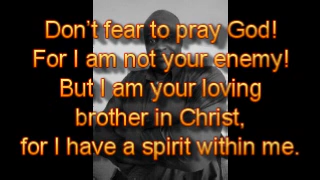 Don't fear to pray God!
For I am not your enemy!
But I am your loving
brother in Christ,
for I have a spirit within me.